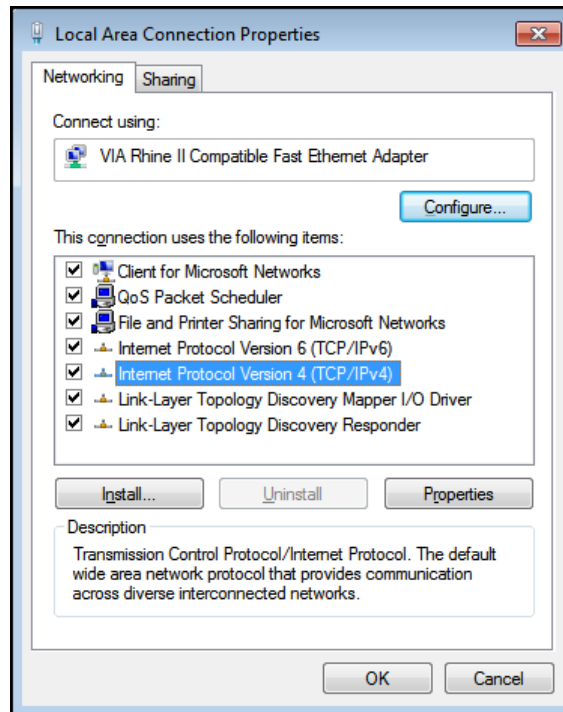 Local Area Connection Properties
Networking
Sharing
Connect using:
VIA Rhine II Compatible Fast Ethernet Adapter
Configure...
This connection uses the following items:
Client for Microsoft Networks
QoS Packet Scheduler
File and Printer Sharing for Microsoft Networks
Internet Protocol Version 6 (TCP/IPv6)
Internet Protocol Version 4 (TCP/IPv4)
Link-Layer Topology Discovery Mapper I/O Driver
Link-Layer Topology Discovery Responder
Install...
Uninstall
Properties
Description
Transmission Control Protocol/Internet Protocol. The default
wide area network protocol that provides communication
across diverse interconnected networks.
OK
Cancel